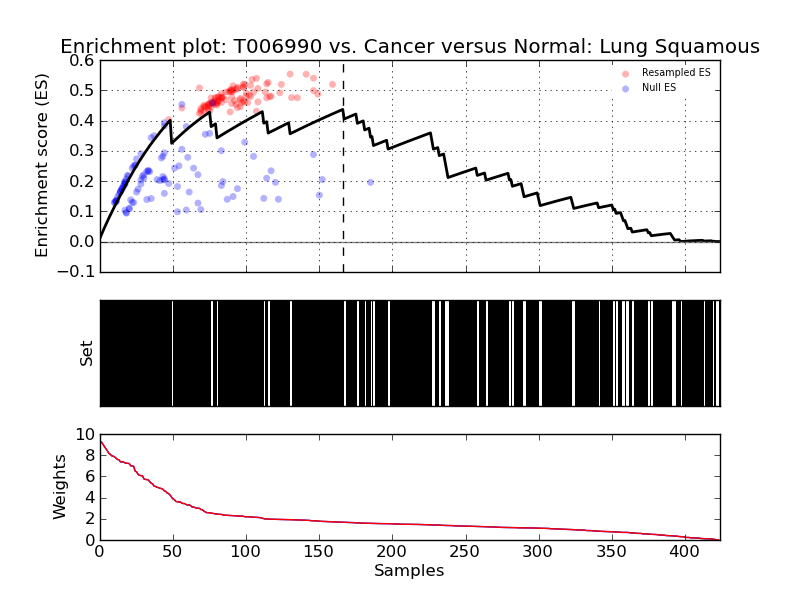 Enrichment plot: T006990 vs. Cancer versus Normal: Lung Squamous
Enrichment score (ES)
0.6
0.5
0.4
0.3
0.2
0.1
0.0
−0.1
Resampled ES
Null ES
Set
Weights
10
8
6
4
2
0
0 50 100 150 200 250 300 350 400
Samples